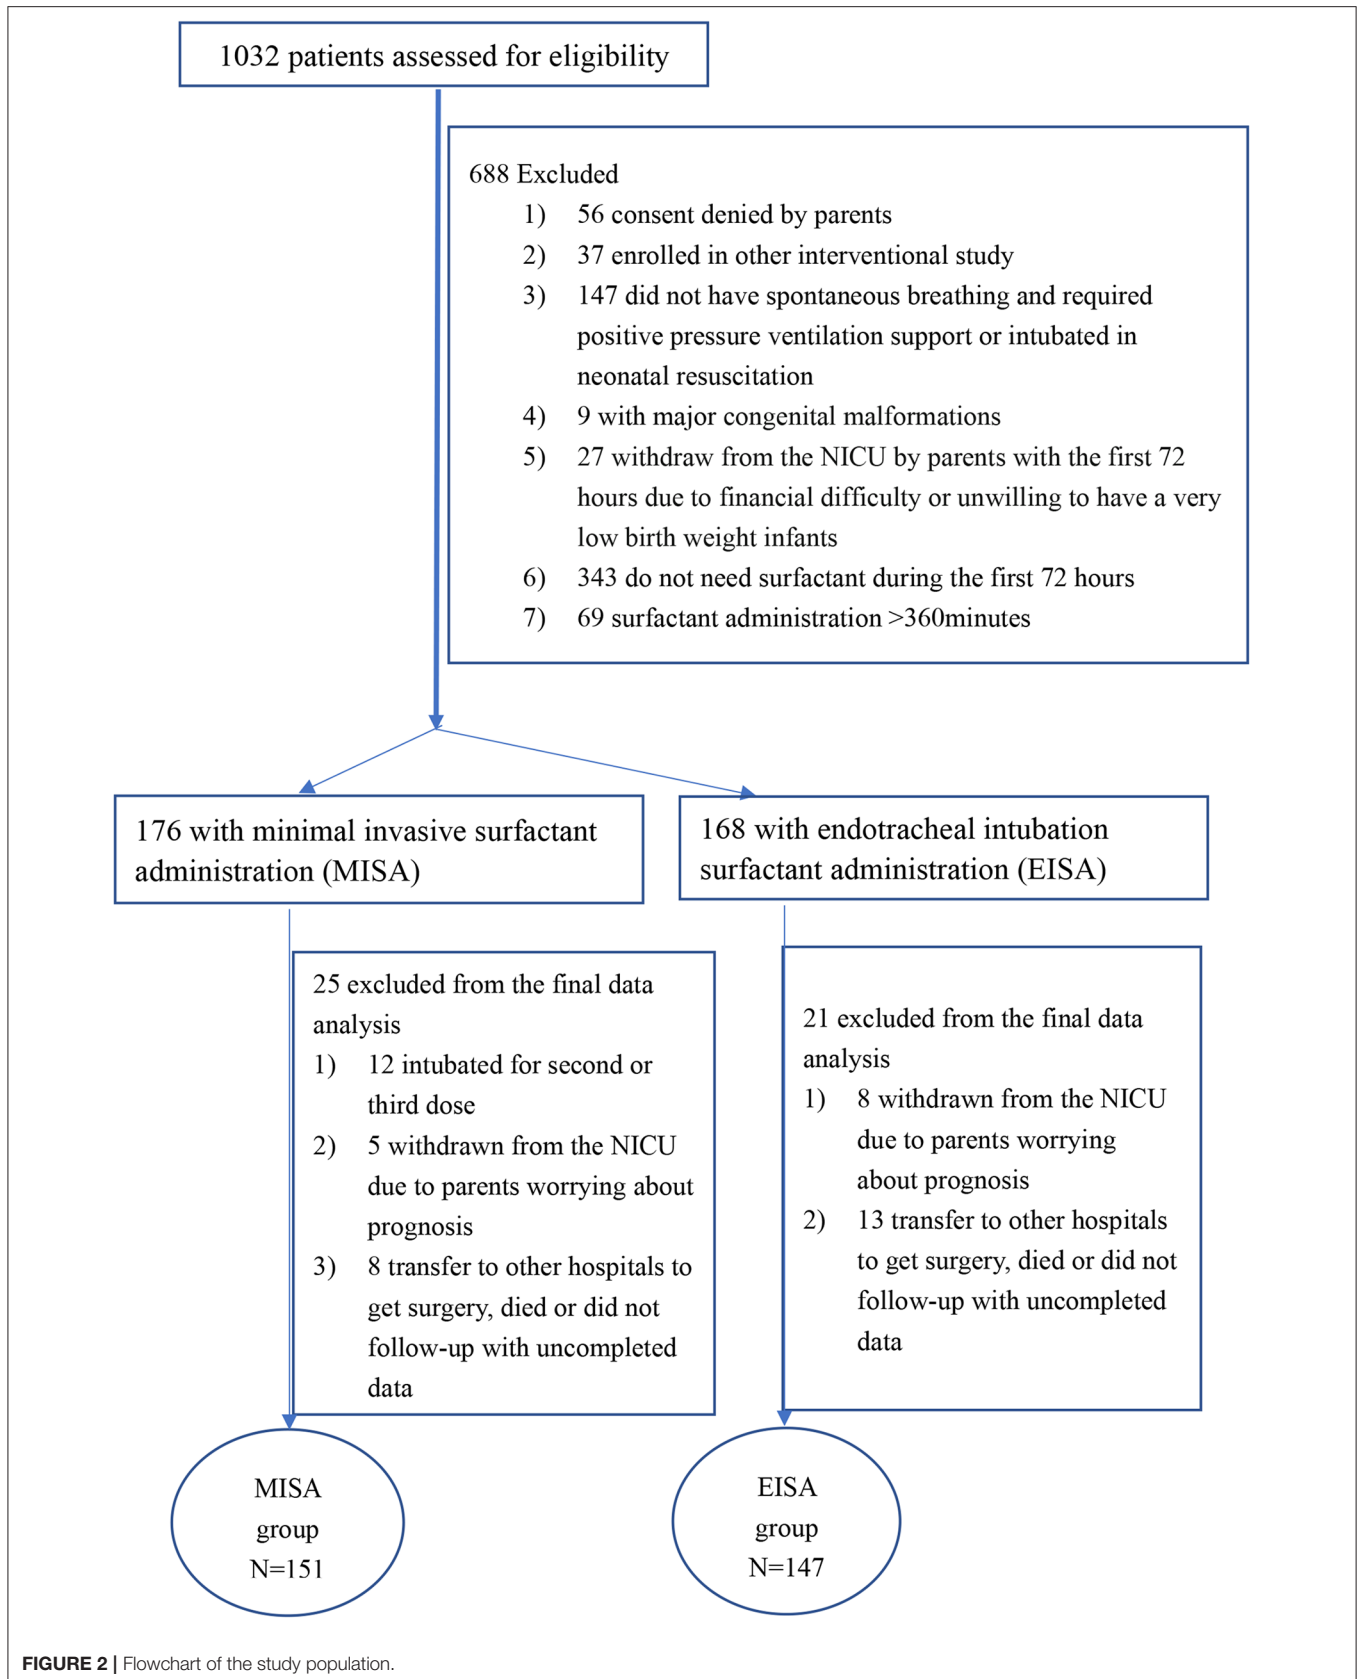 1032 patients assessed for eligibility
688 Excluded
1) 56 consent denied by parents
2) 37 enrolled in other interventional study
3) 147 did not have spontaneous breathing and required
positive pressure ventilation support or intubated in
neonatal resuscitation
4) 9 with major congenital malformations
5) 27 withdraw from the NICU by parents with the first 72
hours due to financial difficulty or unwilling to have a very
low birth weight infants
6) 343 do not need surfactant during the first 72 hours
7) 69 surfactant administration >360minutes
176 with minimal invasive surfactant
administration (MISA)
168 with endotracheal intubation
surfactant administration (EISA)
25 excluded from the final data
analysis
1) 12 intubated for second or
third dose
2) 5 withdrawn from the NICU
due to parents worrying about
prognosis
3) 8 transfer to other hospitals to
get surgery, died or did not
follow-up with uncompleted
data
21 excluded from the final data
analysis
1) 8 withdrawn from the NICU
due to parents worrying
about prognosis
2) 13 transfer to other hospitals
to get surgery, died or did not
follow-up with uncompleted
data
MISA
group
N=151
EISA
group
N=147
FIGURE 2 | Flowchart of the study population.